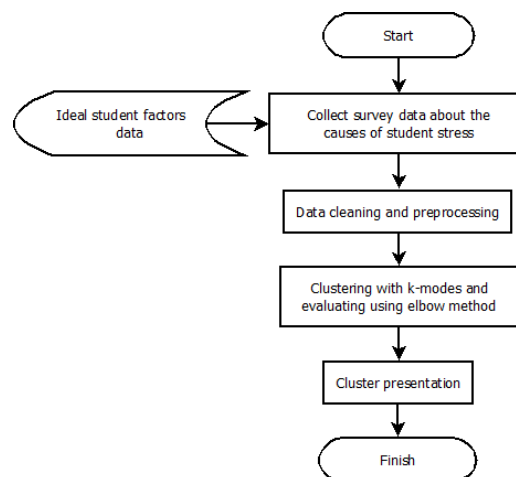 Start
Ideal student factors
data
Collect survey data about the
causes of student stress
Data cleaning and preprocessing
Clustering with k-modes and
evaluating using elbow method
Cluster presentation
Finish